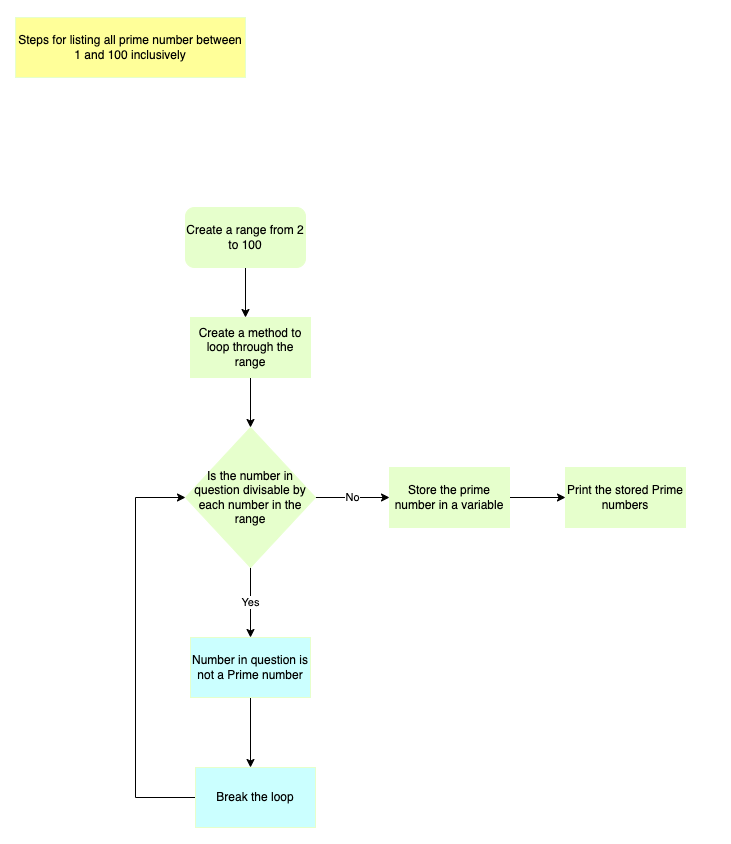 Steps for listing all prime number between
1 and 100 inclusively
Create a range from 2
to 100
Create a method to
loop through the
range
Is the number in
question divisable by
each number in the
range
No
Store the prime
number in a variable
Print the stored Prime
numbers
Yes
Number in question is
not a Prime number
Break the loop